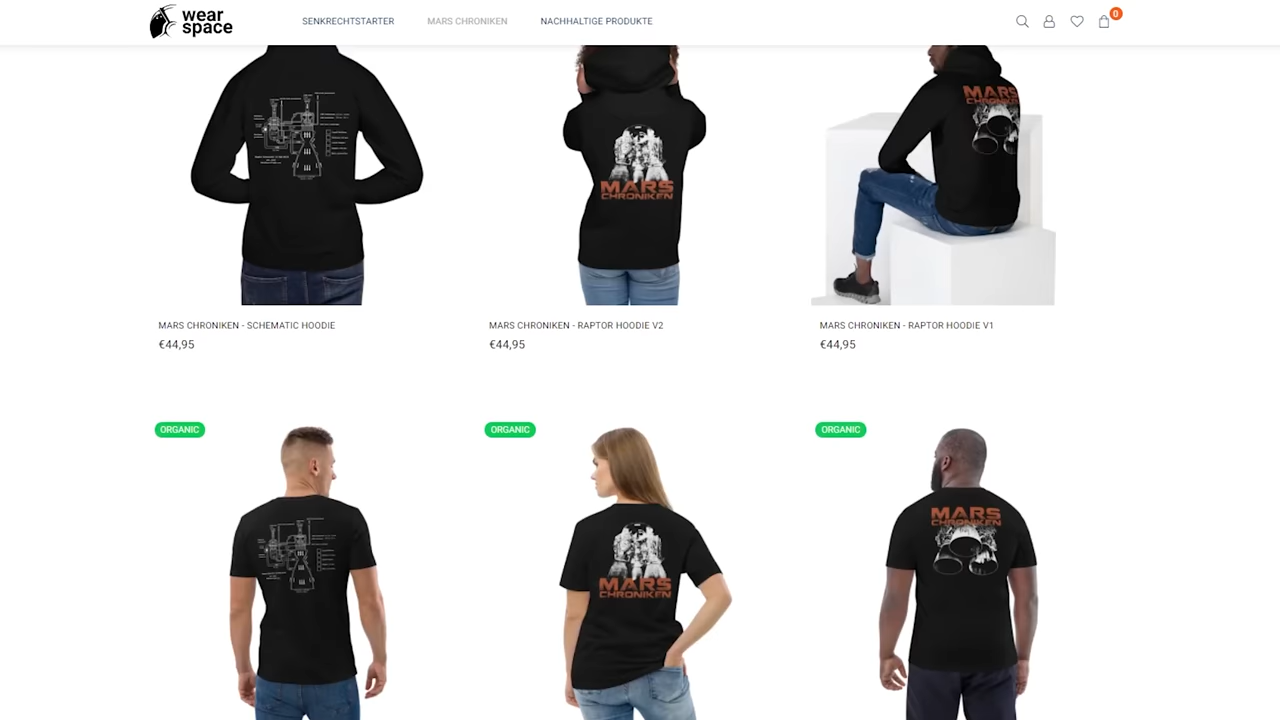 wear
space
SENKRECHTSTARTER
MARS CHRONIKEN
NACHHALTIGE PRODUKTE
0
MARS
CHRONIKEN
MARS
CHRONIKEN
MARS CHRONIKEN - SCHEMATIC HOODIE
€44,95
MARS CHRONIKEN - RAPTOR HOODIE V2
€44,95
MARS CHRONIKEN - RAPTOR HOODIE V1
€44,95
ORGANIC
ORGANIC
ORGANIC
MARS
CHRONIKEN
MARS
CHRONIKEN